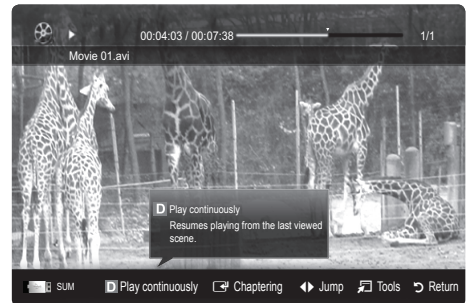 00:04:03 / 00:07:38
1/1
Movie 01.avi
D Play continuously
Resumes playing from the last viewed
scene.
SUM
D Play continuously
Chaptering
Jump
Tools
Return